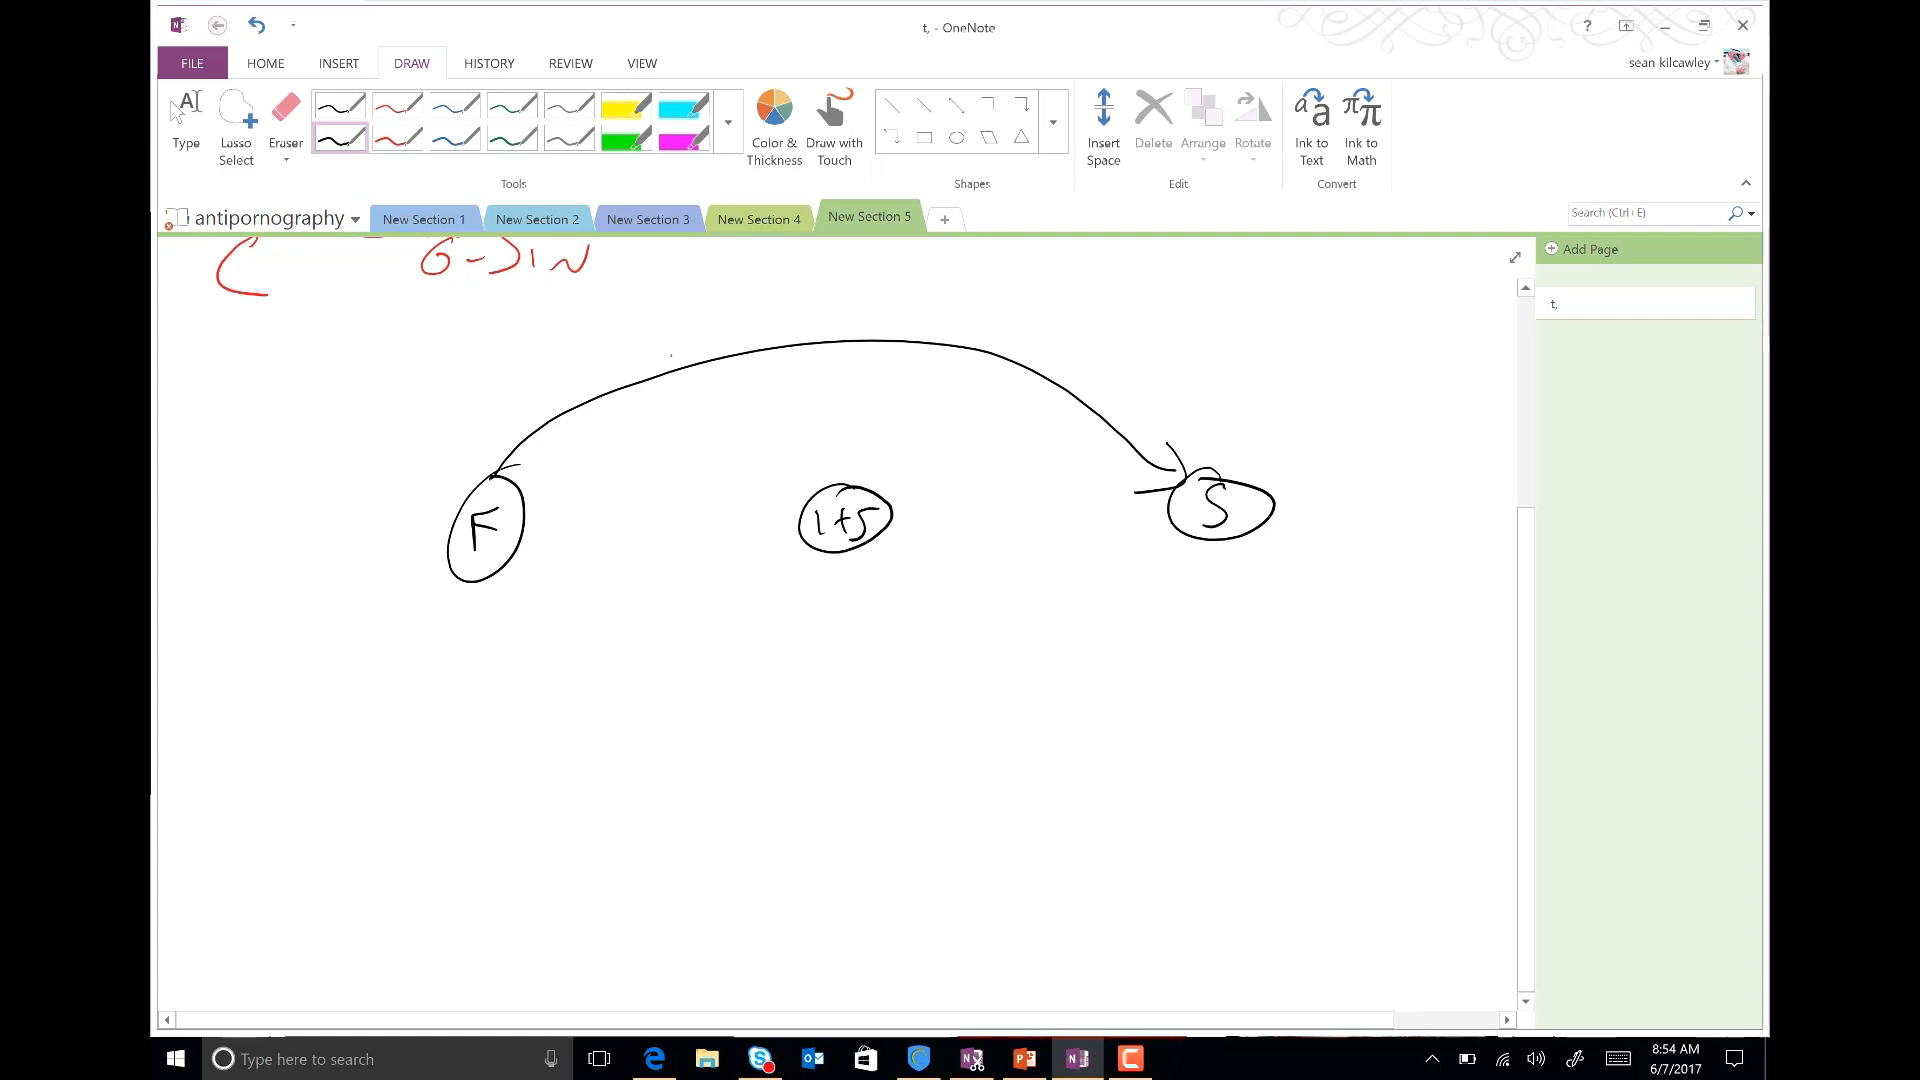 t, - OneNote
?
FILE HOME INSERT DRAW HISTORY REVIEW VIEW
sean kilcawley
Type
Lasso Select
Eraser
Color & Thickness
Draw with Touch
Insert Space
Delete
Arrange
Rotate
Ink to Text
Ink to Math
Tools
Shapes
Edit
Convert
antipornography New Section 1 New Section 2 New Section 3 New Section 4 New Section 5
Search (Ctrl+E)
Add Page
t,
F
S
Type here to search
8:54 AM
6/7/2017